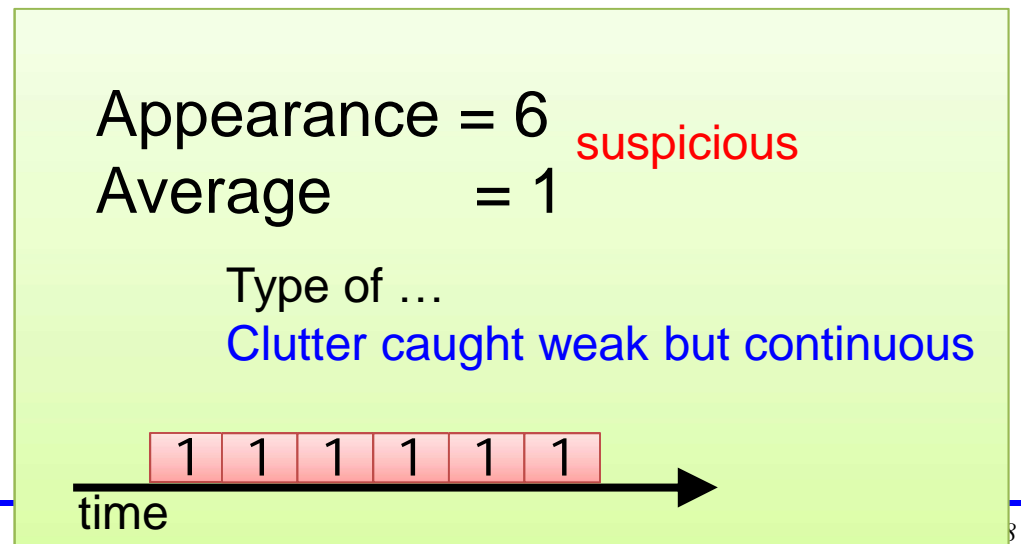 Appearance = 6
suspicious
Average = 1
Type of …
Clutter caught weak but continuous
1 1 1 1 1 1
time